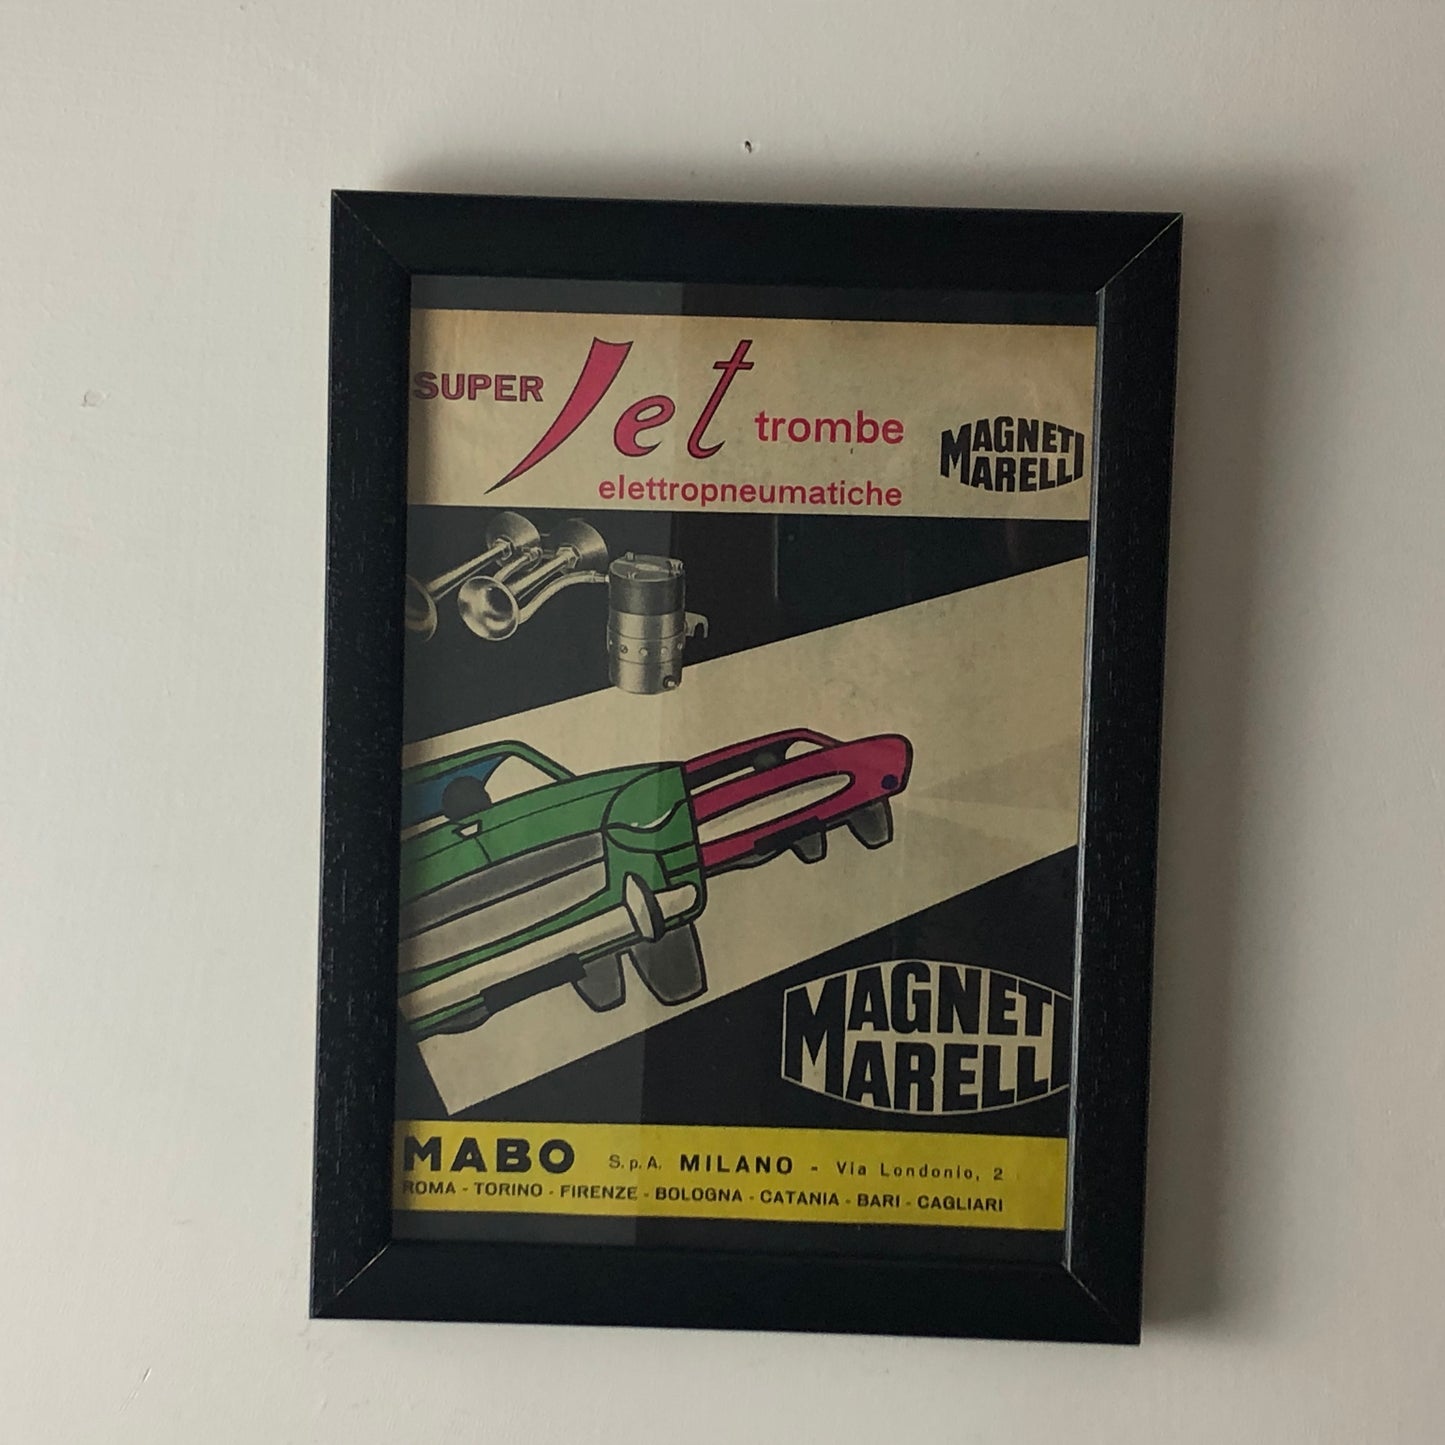 SUPER Jet trombe
elettropneumatiche
MAGNETI
MARELLI
MAGNETI
MARELLI
MABO S.p.A. MILANO - Via Londonio, 2
ROMA - TORINO - FIRENZE - BOLOGNA - CATANIA - BARI - CAGLIARI